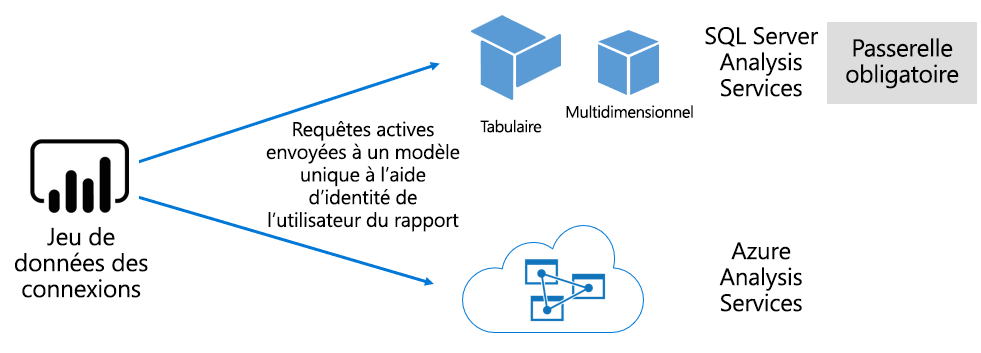 SQL Server
Analysis
Services
Passerelle
obligatoire
Tabulaire
Multidimensionnel
Requêtes actives
envoyées à un modèle
unique à l’aide
d’identité de
l’utilisateur du rapport
Jeu de
données des
connexions
Azure
Analysis
Services